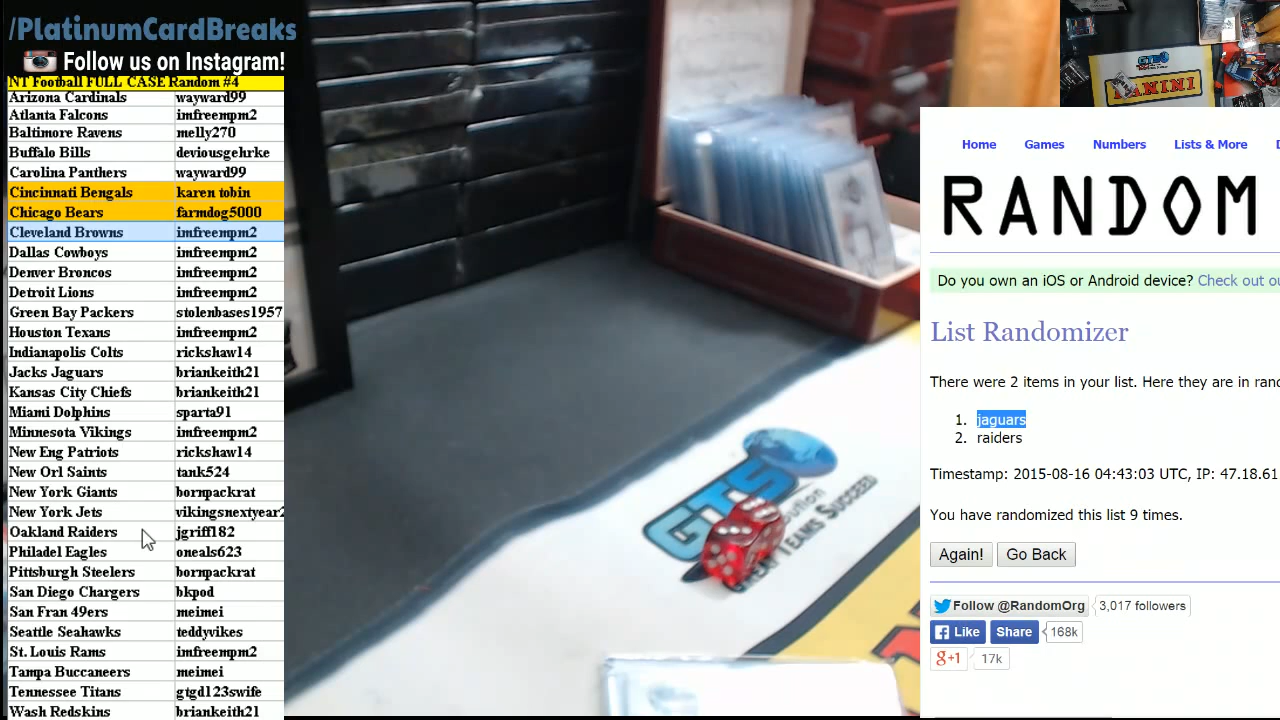 /PlatinumCardBreaks
Follow us on Instagram!
NT Football FULL CASE Random #4
Arizona Cardinals wayward99
Atlanta Falcons imfreempm2
Baltimore Ravens melly270
Buffalo Bills deviousgehrke
Carolina Panthers wayward99
Cincinnati Bengals karen tobin
Chicago Bears farmdog5000
Cleveland Browns imfreempm2
Dallas Cowboys imfreempm2
Denver Broncos imfreempm2
Detroit Lions imfreempm2
Green Bay Packers stolenbases1957
Houston Texans imfreempm2
Indianapolis Colts rickshaw14
Jacks Jaguars briankeith21
Kansas City Chiefs briankeith21
Miami Dolphins sparta91
Minnesota Vikings imfreempm2
New Eng Patriots rickshaw14
New Orl Saints tank524
New York Giants bornpackrat
New York Jets vikingsnextyear
Oakland Raiders jgriff182
Philadel Eagles oneals623
Pittsburgh Steelers bornpackrat
San Diego Chargers bkpod
San Fran 49ers meimei
Seattle Seahawks teddyvikes
St. Louis Rams imfreempm2
Tampa Buccaneers meimei
Tennessee Titans gtgd123swife
Wash Redskins briankeith21
GTS
TEAMS SUCCEED
GTS
PANINI
Home Games Numbers Lists & More
RANDOM
Do you own an iOS or Android device? Check out
List Randomizer
There were 2 items in your list. Here they are in
1. jaguars
2. raiders
Timestamp: 2015-08-16 04:43:03 UTC, IP: 47.18.61
You have randomized this list 9 times.
Again! Go Back
Follow @RandomOrg 3,017 followers
Like Share 168k
g+1 17k